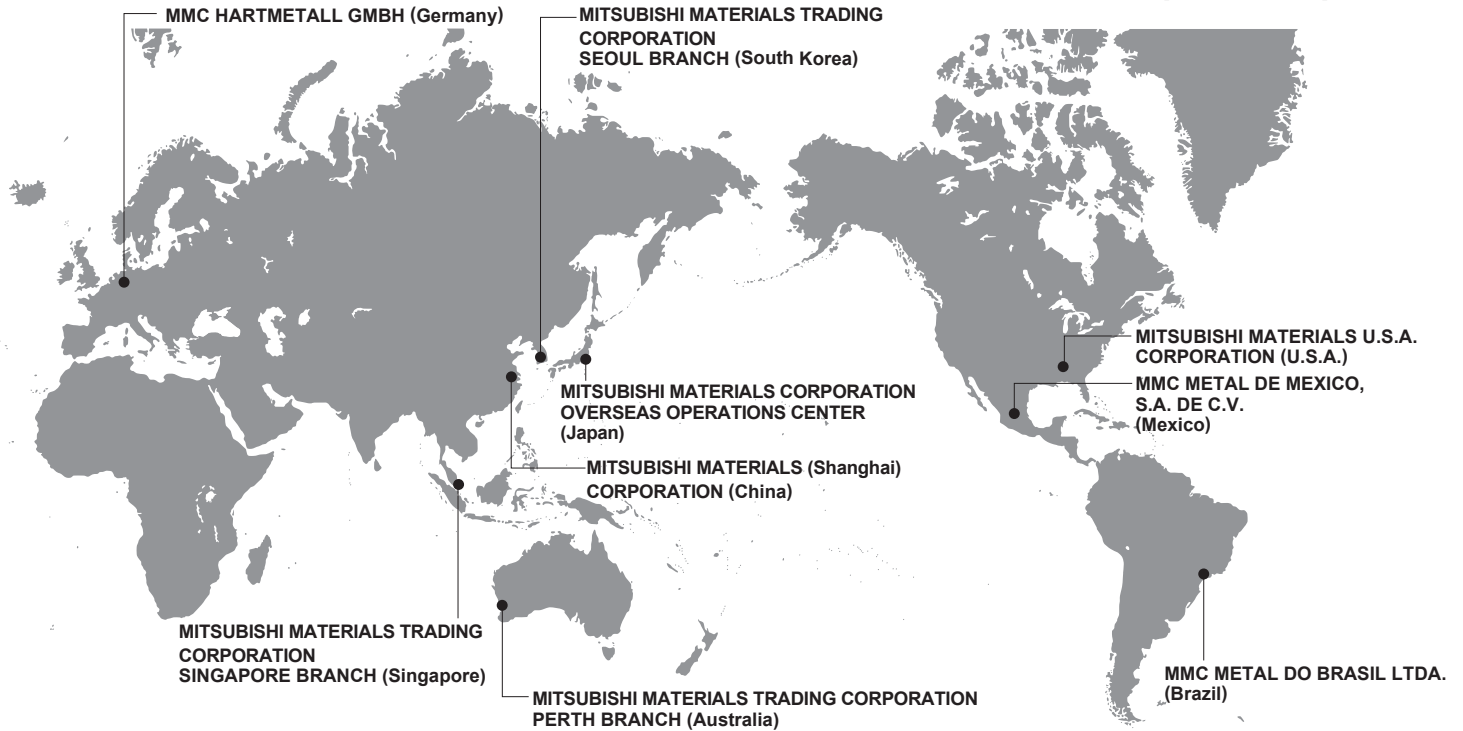 MMC HARTMETALL GMBH (Germany)
MITSUBISHI MATERIALS TRADING
CORPORATION
SEOUL BRANCH (South Korea)
MITSUBISHI MATERIALS U.S.A.
CORPORATION (U.S.A.)
MMC METAL DE MEXICO,
S.A. DE C.V.
(Mexico)
MITSUBISHI MATERIALS CORPORATION
OVERSEAS OPERATIONS CENTER
(Japan)
MITSUBISHI MATERIALS (Shanghai)
CORPORATION (China)
MITSUBISHI MATERIALS TRADING
CORPORATION
SINGAPORE BRANCH (Singapore)
MITSUBISHI MATERIALS TRADING CORPORATION
PERTH BRANCH (Australia)
MMC METAL DO BRASIL LTDA.
(Brazil)